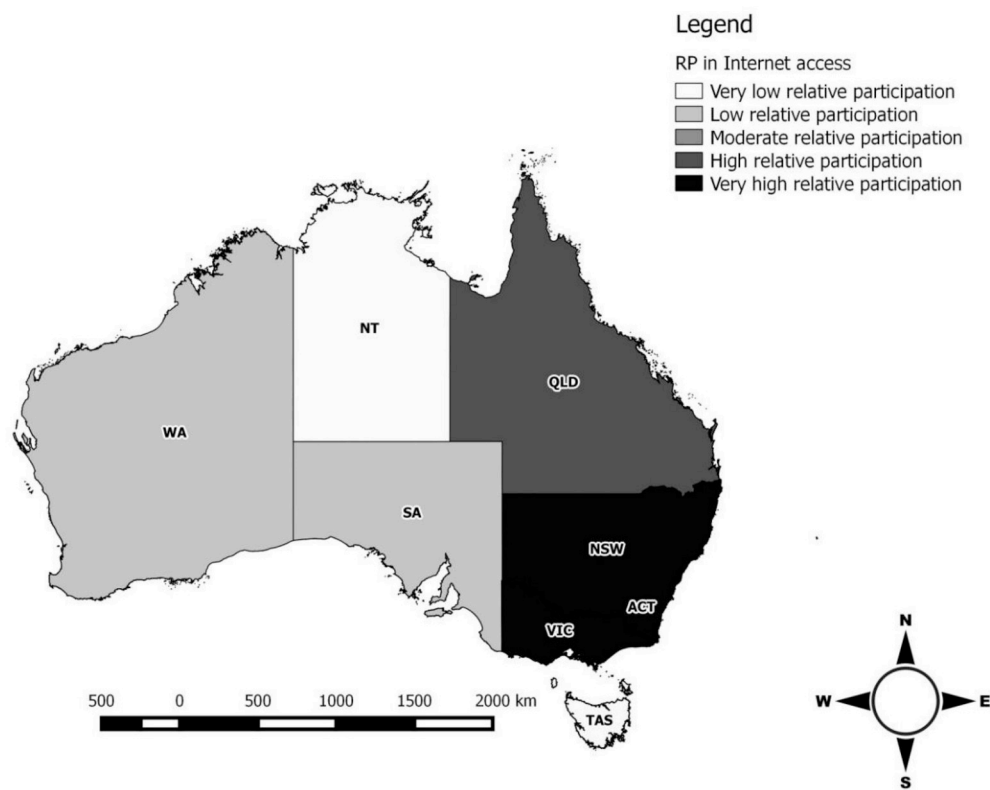 Legend
RP in Internet access
Very low relative participation
Low relative participation
Moderate relative participation
High relative participation
Very high relative participation
NT
QLD
WA
SA
NSW
ACT
VIC
TAS
500 0 500 1000 1500 2000 km
N
W E
S